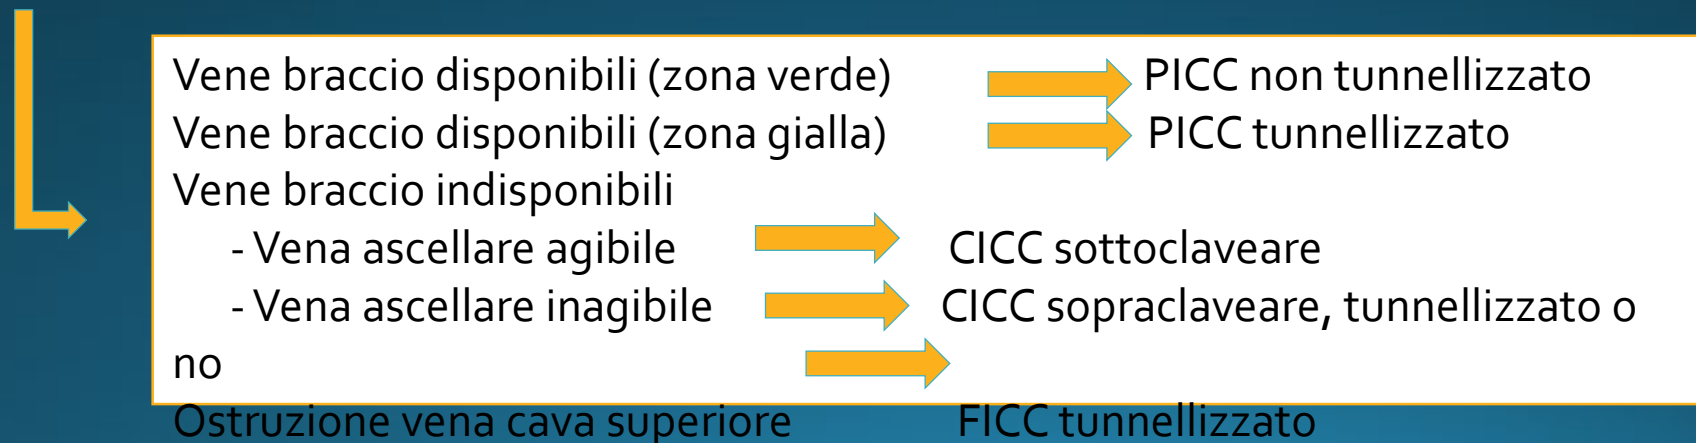 Vene braccio disponibili (zona verde) PICC non tunnellizzato
Vene braccio disponibili (zona gialla) PICC tunnellizzato
Vene braccio indisponibili
- Vena ascellare agibile CICC sottoclaveare
- Vena ascellare inagibile CICC sopraclaveare, tunnellizzato o
no
Ostruzione vena cava superiore FICC tunnellizzato